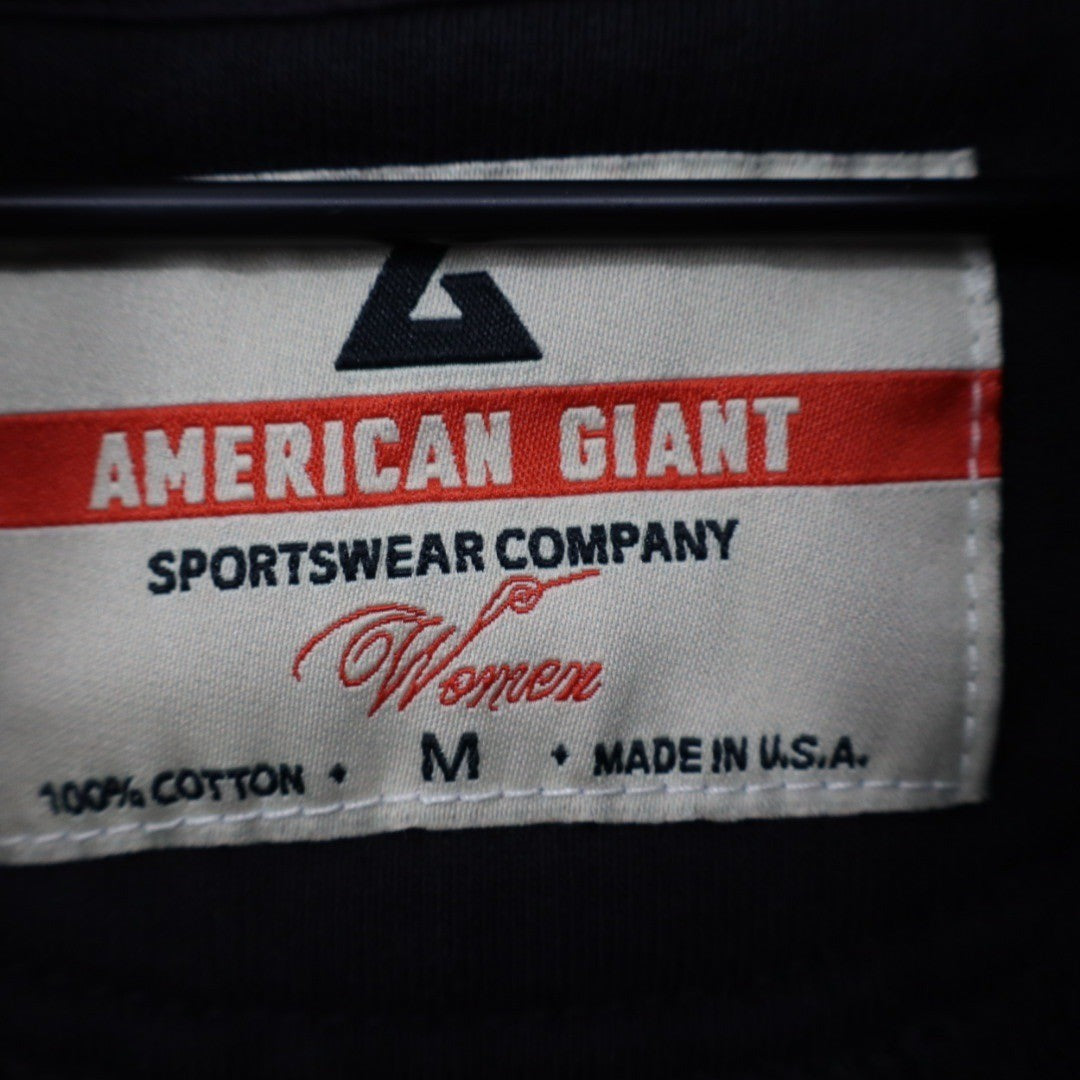 AMERICAN GIANT
SPORTSWEAR COMPANY
Women
100% COTTON • M • MADE IN U.S.A.